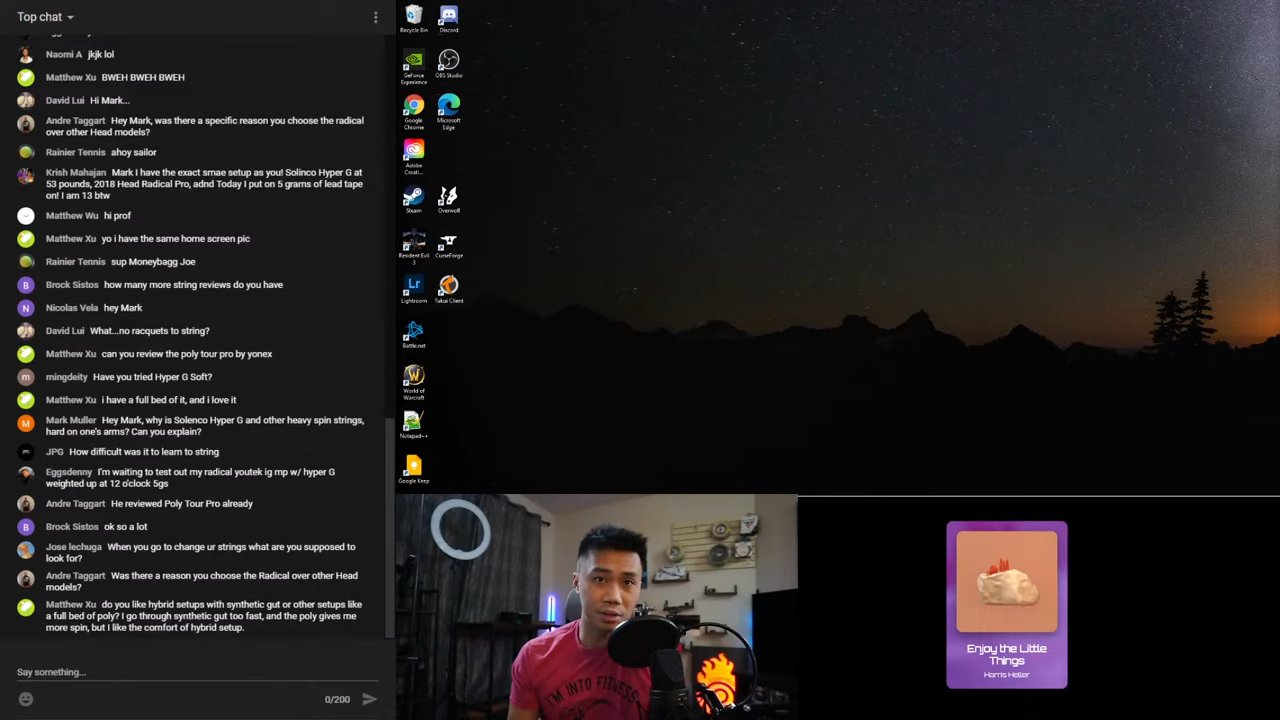 Top chat
Naomi A jkjk lol
Matthew Xu BWEH BWEH BWEH
David Lui Hi Mark...
Andre Taggart Hey Mark, was there a specific reason you choose the radical
over other Head models?
Rainier Tennis ahoy sailor
Krish Mahajan Mark I have the exact smae setup as you! Solinco Hyper G at
53 pounds, 2018 Head Radical Pro, adnd Today I put on 5 grams of lead tape
on! I am 13 btw
Matthew Wu hi prof
Matthew Xu yo i have the same home screen pic
Rainier Tennis sup Moneybagg Joe
B Brock Sistos how many more string reviews do you have
N Nicolas Vela hey Mark
David Lui What...no racquets to string?
Matthew Xu can you review the poly tour pro by yonex
m mingdeity Have you tried Hyper G Soft?
Matthew Xu i have a full bed of it, and i love it
M Mark Muller Hey Mark, why is Solenco Hyper G and other heavy spin strings,
hard on one's arms? Can you explain?
JPG How difficult was it to learn to string
Eggsdenny I'm waiting to test out my radical youtek ig mp w/ hyper G
weighted up at 12 o'clock 5gs
Andre Taggart He reviewed Poly Tour Pro already
B Brock Sistos ok so a lot
Jose lechuga When you go to change ur strings what are you supposed to
look for?
Andre Taggart Was there a reason you choose the Radical over other Head
models?
Matthew Xu do you like hybrid setups with synthetic gut or other setups like
a full bed of poly? I go through synthetic gut too fast, and the poly gives me
more spin, but I like the comfort of hybrid setup.
Say something...
0/200
Recycle Bin
Discord
GeForce
Experience
OBS Studio
Google
Chrome
Microsoft
Edge
Adobe
Creati...
Steam
Overwolf
Resident Evil
3
CurseForge
Lr
Lightroom
Tukui Client
Battle.net
W
World of
Warcraft
Notepad++
Google Keep
I'M INTO FITNESS
Enjoy the Little
Things
Harris Heller